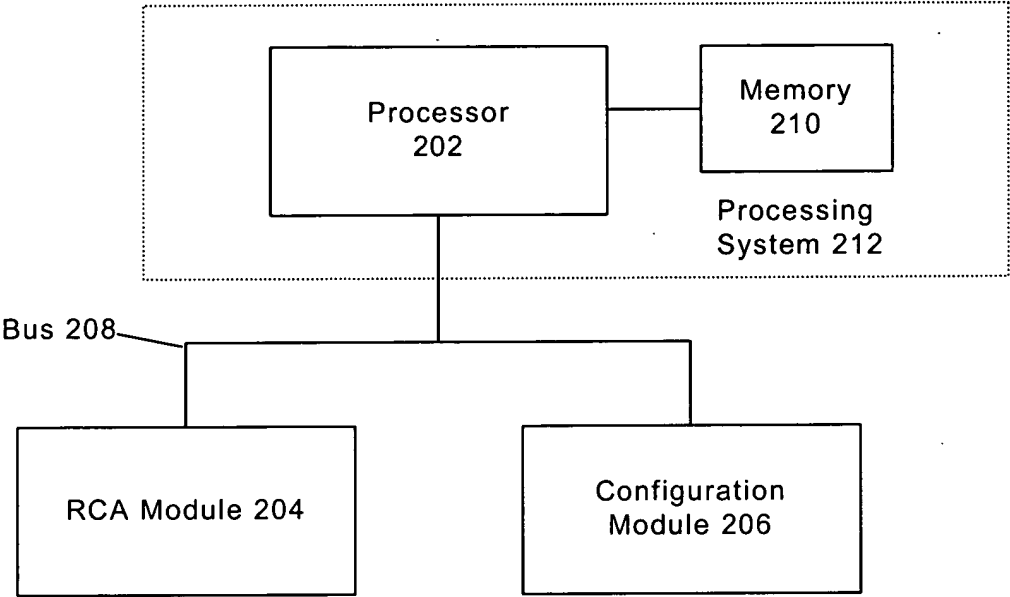 Processor
202
Memory
210
Processing
System 212
Bus 208
RCA Module 204
Configuration
Module 206